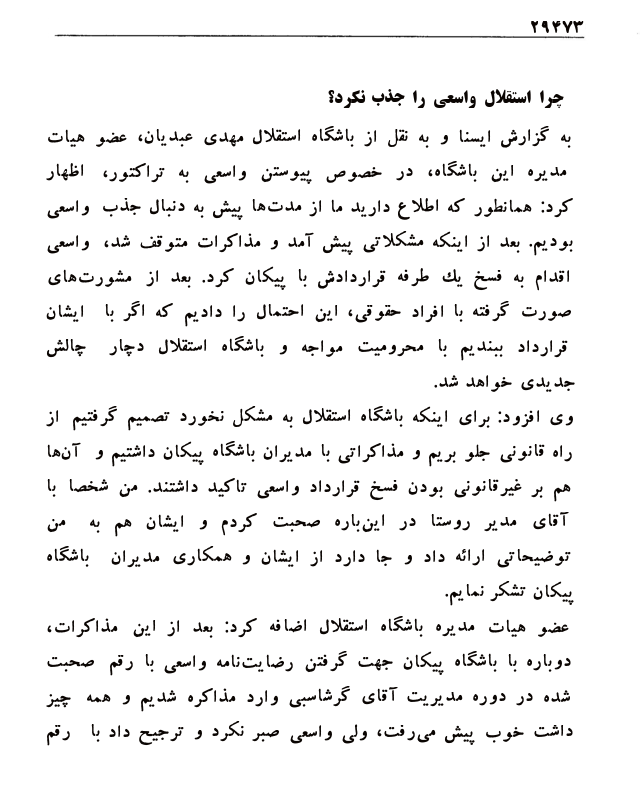 ۲۹۴۷۳
چرا استقلال واسعی را جذب نکرد؟
به گزارش ایسنا و به نقل از باشگاه استقلال مهدی عبدیان، عضو هیات
مدیره این باشگاه، در خصوص پیوستن واسعی به تراکتور، اظهار
کرد: همانطور که اطلاع دارید ما از مدت‌ها پیش به دنبال جذب واسعی
بودیم. بعد از اینکه مشکلاتی پیش آمد و مذاکرات متوقف شد، واسعی
اقدام به فسخ یك طرفه قراردادش با پیکان کرد. بعد از مشورت‌های
صورت گرفته با افراد حقوقی، این احتمال را دادیم که اگر با ایشان
قرارداد ببندیم با محرومیت مواجه و باشگاه استقلال دچار چالش
جدیدی خواهد شد.
وی افزود: برای اینکه باشگاه استقلال به مشکل نخورد تصمیم گرفتیم از
راه قانونی جلو بریم و مذاکراتی با مدیران باشگاه پیکان داشتیم و آن‌ها
هم بر غیرقانونی بودن فسخ قرارداد واسعی تاکید داشتند. من شخصا با
آقای مدیر روستا در این‌باره صحبت کردم و ایشان هم به من
توضیحاتی ارائه داد و جا دارد از ایشان و همکاری مدیران باشگاه
پیکان تشکر نمایم.
عضو هیات مدیره باشگاه استقلال اضافه کرد: بعد از این مذاکرات،
دوباره با باشگاه پیکان جهت گرفتن رضایت‌نامه واسعی با رقم صحبت
شده در دوره مدیریت آقای گرشاسبی وارد مذاکره شدیم و همه چیز
داشت خوب پیش می‌رفت، ولی واسعی صبر نکرد و ترجیح داد با رقم